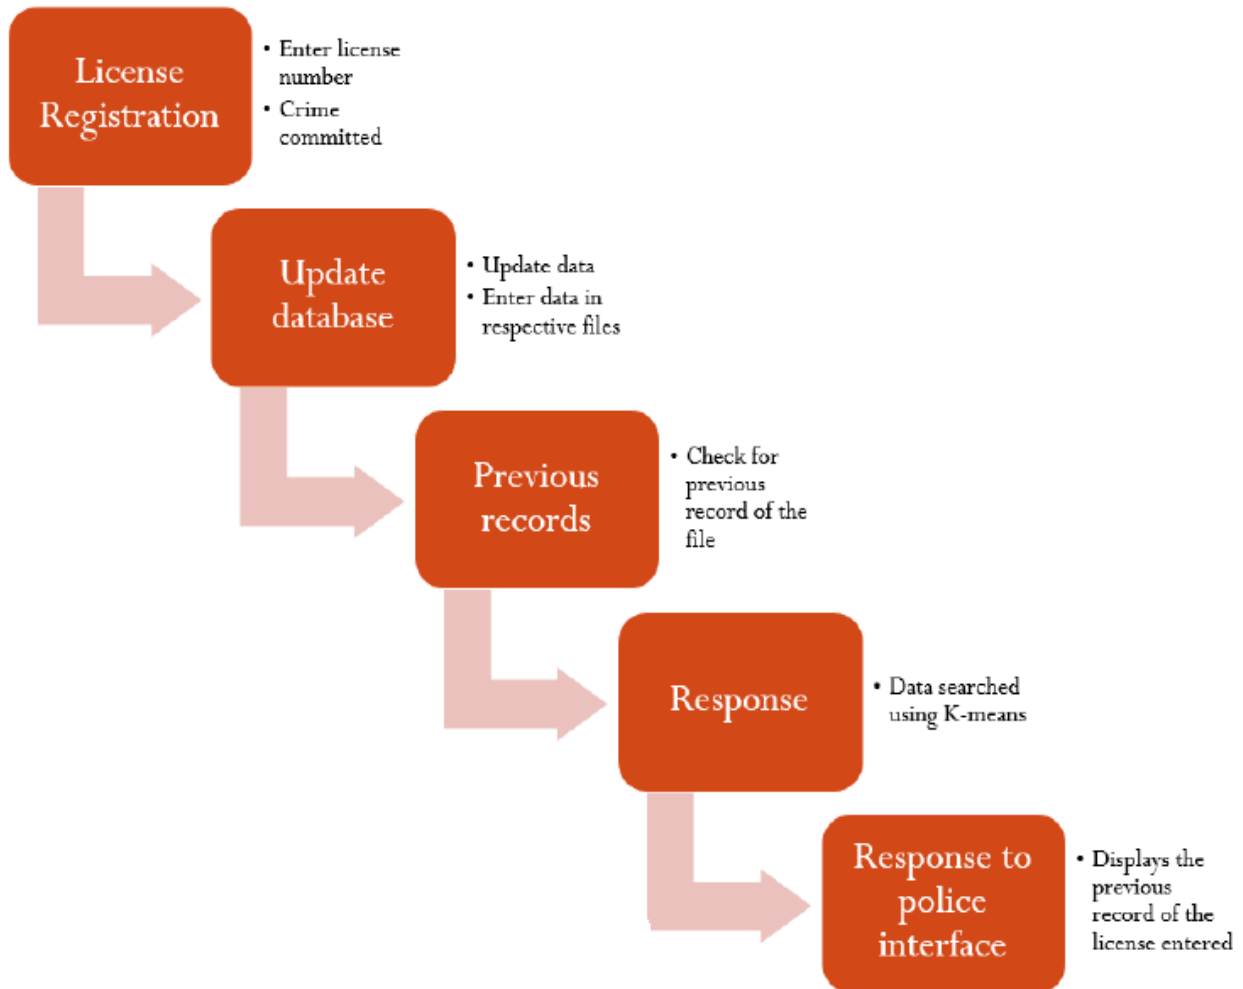 License
Registration
• Enter license
number
• Crime
committed
Update
database
• Update data
• Enter data in
respective files
Previous
records
• Check for
previous
record of the
file
Response
• Data searched
using K-means
Response to
police
interface
• Displays the
previous
record of the
license entered